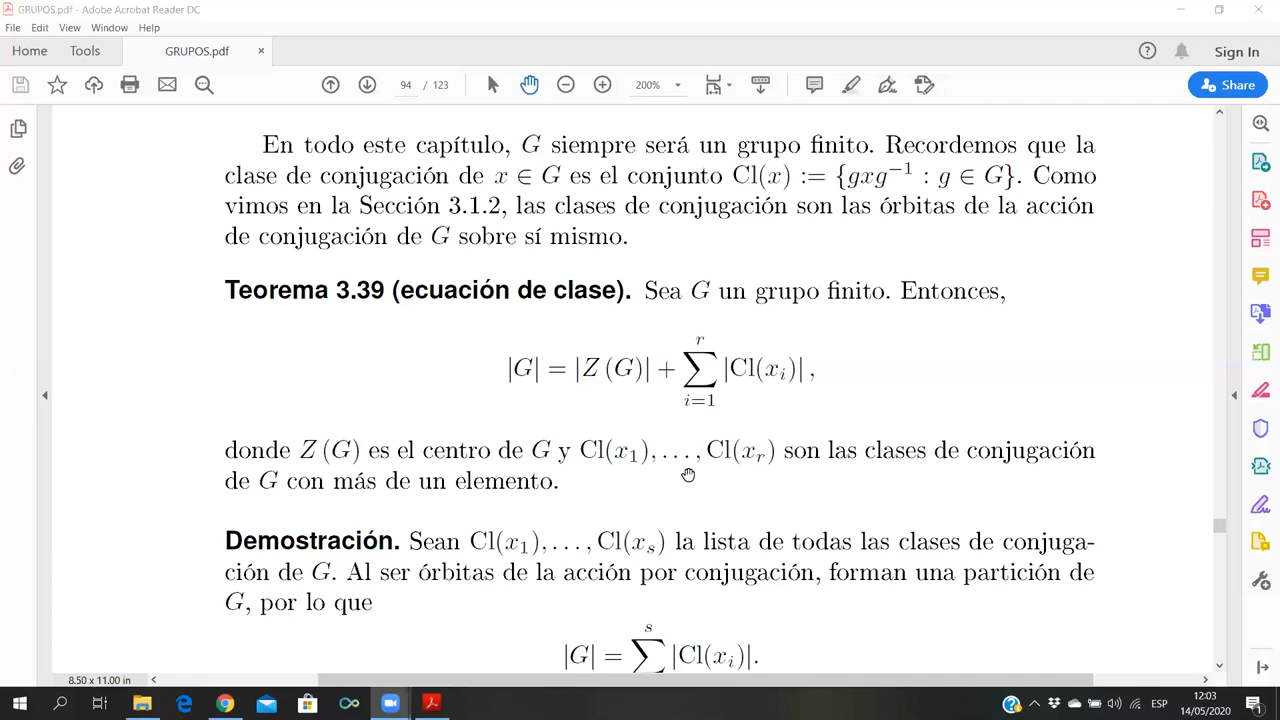 GRUPOS.pdf - Adobe Acrobat Reader DC
File Edit View Window Help
Home Tools GRUPOS.pdf × Sign In
94 / 123 200% Share
En todo este capítulo, G siempre será un grupo finito. Recordemos que la
clase de conjugación de x ∈ G es el conjunto Cl(x) := {gxg⁻¹ : g ∈ G}. Como
vimos en la Sección 3.1.2, las clases de conjugación son las órbitas de la acción
de conjugación de G sobre sí mismo.
Teorema 3.39 (ecuación de clase). Sea G un grupo finito. Entonces,
r
|G| = |Z (G)| + ∑ |Cl(xᵢ)| ,
i=1
donde Z (G) es el centro de G y Cl(x₁), . . . , Cl(xᵣ) son las clases de conjugación
de G con más de un elemento.
Demostración. Sean Cl(x₁), . . . , Cl(xₛ) la lista de todas las clases de conjuga-
ción de G. Al ser órbitas de la acción por conjugación, forman una partición de
G, por lo que
s
|G| = ∑ |Cl(xᵢ)|.
8.50 x 11.00 in
ESP
12:03
14/05/2020
1